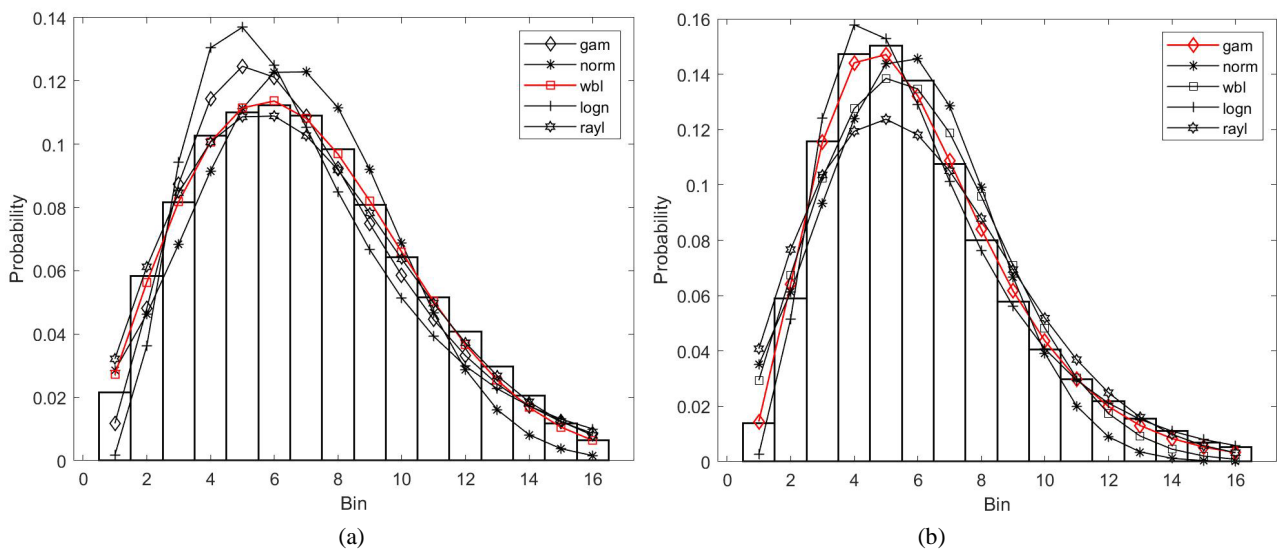 0.14
0.12
0.1
0.08
0.06
0.04
0.02
0
Probability
0 2 4 6 8 10 12 14 16
Bin
gam
norm
wbl
logn
rayl
(a)
0.16
0.14
0.12
0.1
0.08
0.06
0.04
0.02
0
Probability
0 2 4 6 8 10 12 14 16
Bin
gam
norm
wbl
logn
rayl
(b)